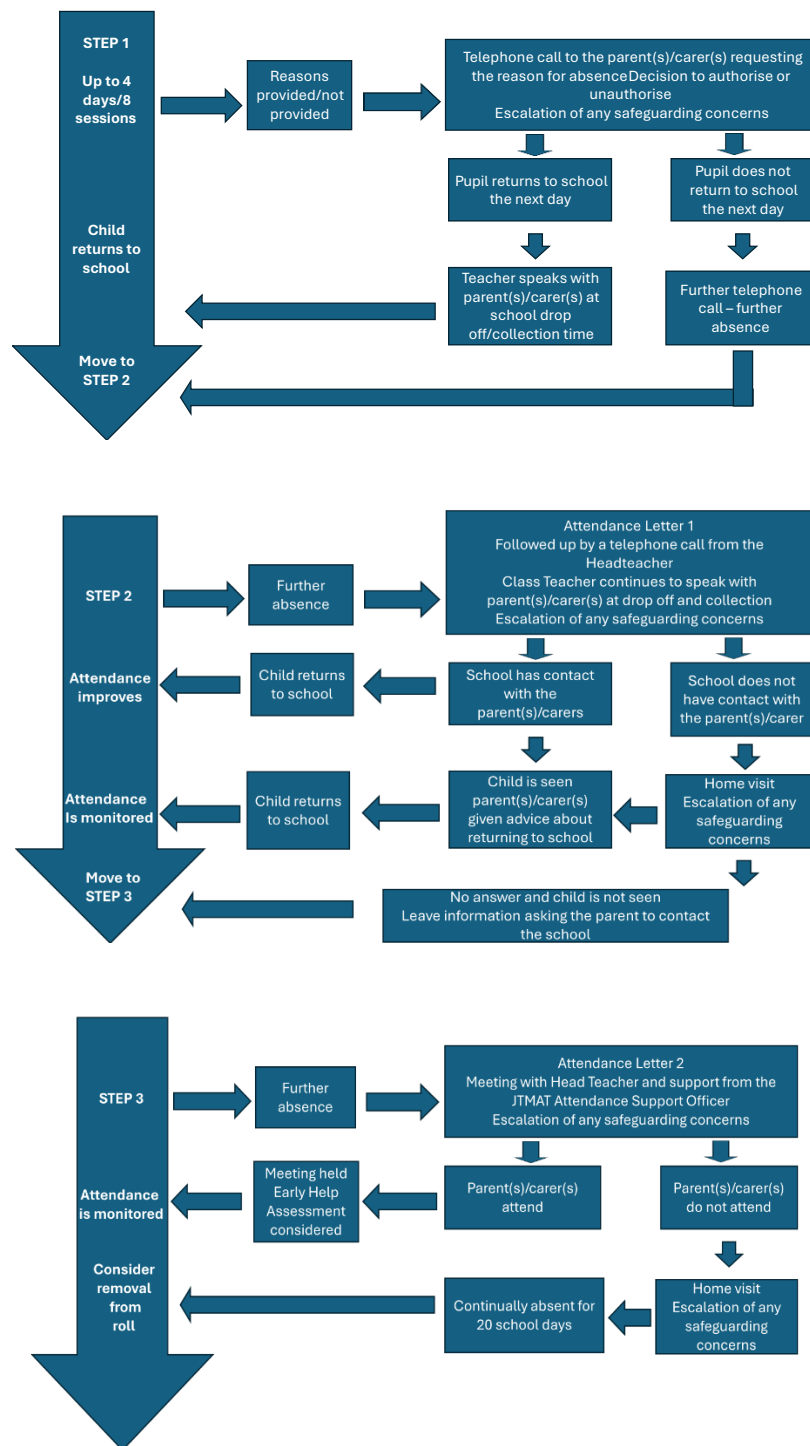 STEP 1
Up to 4
days/8
sessions
Reasons
provided/not
provided
Telephone call to the parent(s)/carer(s) requesting
the reason for absenceDecision to authorise or
unauthorise
Escalation of any safeguarding concerns
Pupil returns to school
the next day
Pupil does not
return to school
the next day
Child
returns to
school
Teacher speaks with
parent(s)/carer(s) at
school drop
off/collection time
Further telephone
call – further
absence
Move to
STEP 2
STEP 2
Further
absence
Attendance Letter 1
Followed up by a telephone call from the
Headteacher
Class Teacher continues to speak with
parent(s)/carer(s) at drop off and collection
Escalation of any safeguarding concerns
Attendance
improves
Child returns
to school
School has contact
with the
parent(s)/carers
School does not
have contact with
the parent(s)/carer
Attendance
Is monitored
Child returns
to school
Child is seen
parent(s)/carer(s)
given advice about
returning to school
Home visit
Escalation of any
safeguarding
concerns
Move to
STEP 3
No answer and child is not seen
Leave information asking the parent to contact
the school
STEP 3
Further
absence
Attendance Letter 2
Meeting with Head Teacher and support from the
JTMAT Attendance Support Officer
Escalation of any safeguarding concerns
Attendance
is monitored
Meeting held
Early Help
Assessment
considered
Parent(s)/carer(s)
attend
Parent(s)/carer(s)
do not attend
Consider
removal
from
roll
Continually absent for
20 school days
Home visit
Escalation of any
safeguarding
concerns